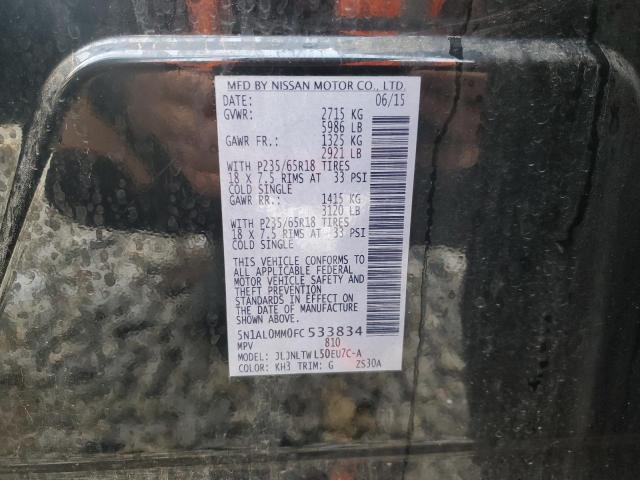 MFD BY NISSAN MOTOR CO., LTD.
DATE: 06/15
GVWR: 2715 KG
5986 LB
GAWR FR.: 1325 KG
2921 LB
WITH P235/65R18 TIRES
18 X 7.5 RIMS AT 33 PSI
COLD SINGLE
GAWR RR.: 1415 KG
3120 LB
WITH P235/65R18 TIRES
18 X 7.5 RIMS AT 33 PSI
COLD SINGLE
THIS VEHICLE CONFORMS TO
ALL APPLICABLE FEDERAL
MOTOR VEHICLE SAFETY AND
THEFT PREVENTION
STANDARDS IN EFFECT ON
THE DATE OF MANUFACTURE
SHOWN ABOVE.
5N1AL0MM0FC533834
MPV 810
MODEL: JLJNLTWL50EU7C-A
COLOR: KH3 TRIM: G ZS30A